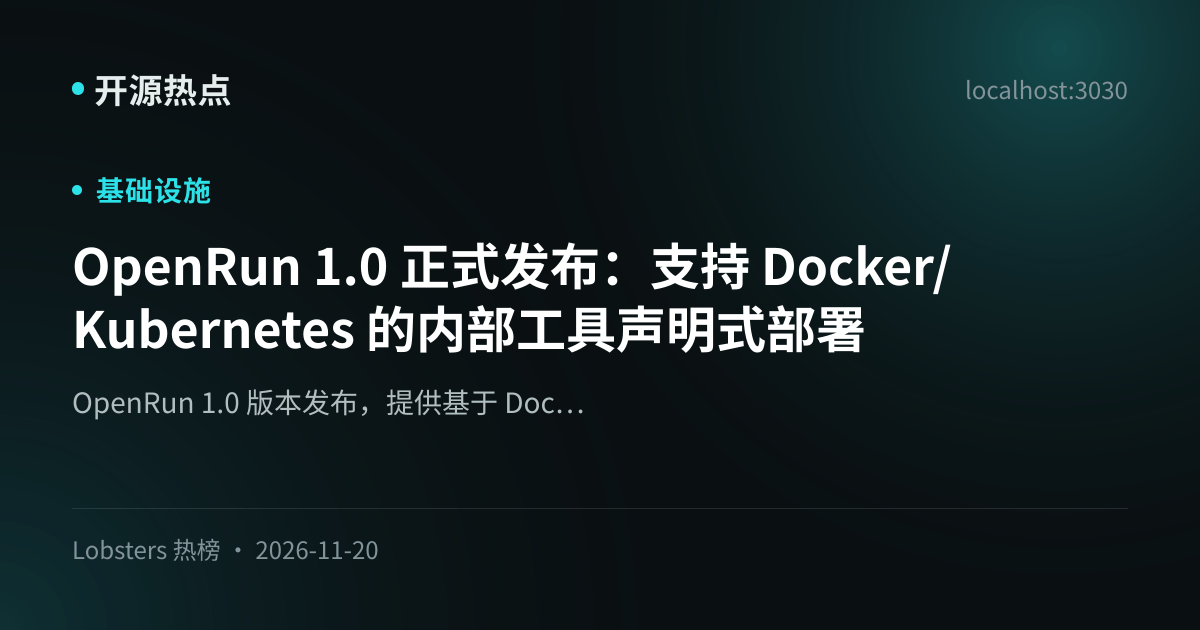 开源热点
localhost:3030
基础设施
OpenRun 1.0 正式发布：支持 Docker/
Kubernetes 的内部工具声明式部署
OpenRun 1.0 版本发布，提供基于 Doc…
Lobsters 热榜 · 2026-11-20